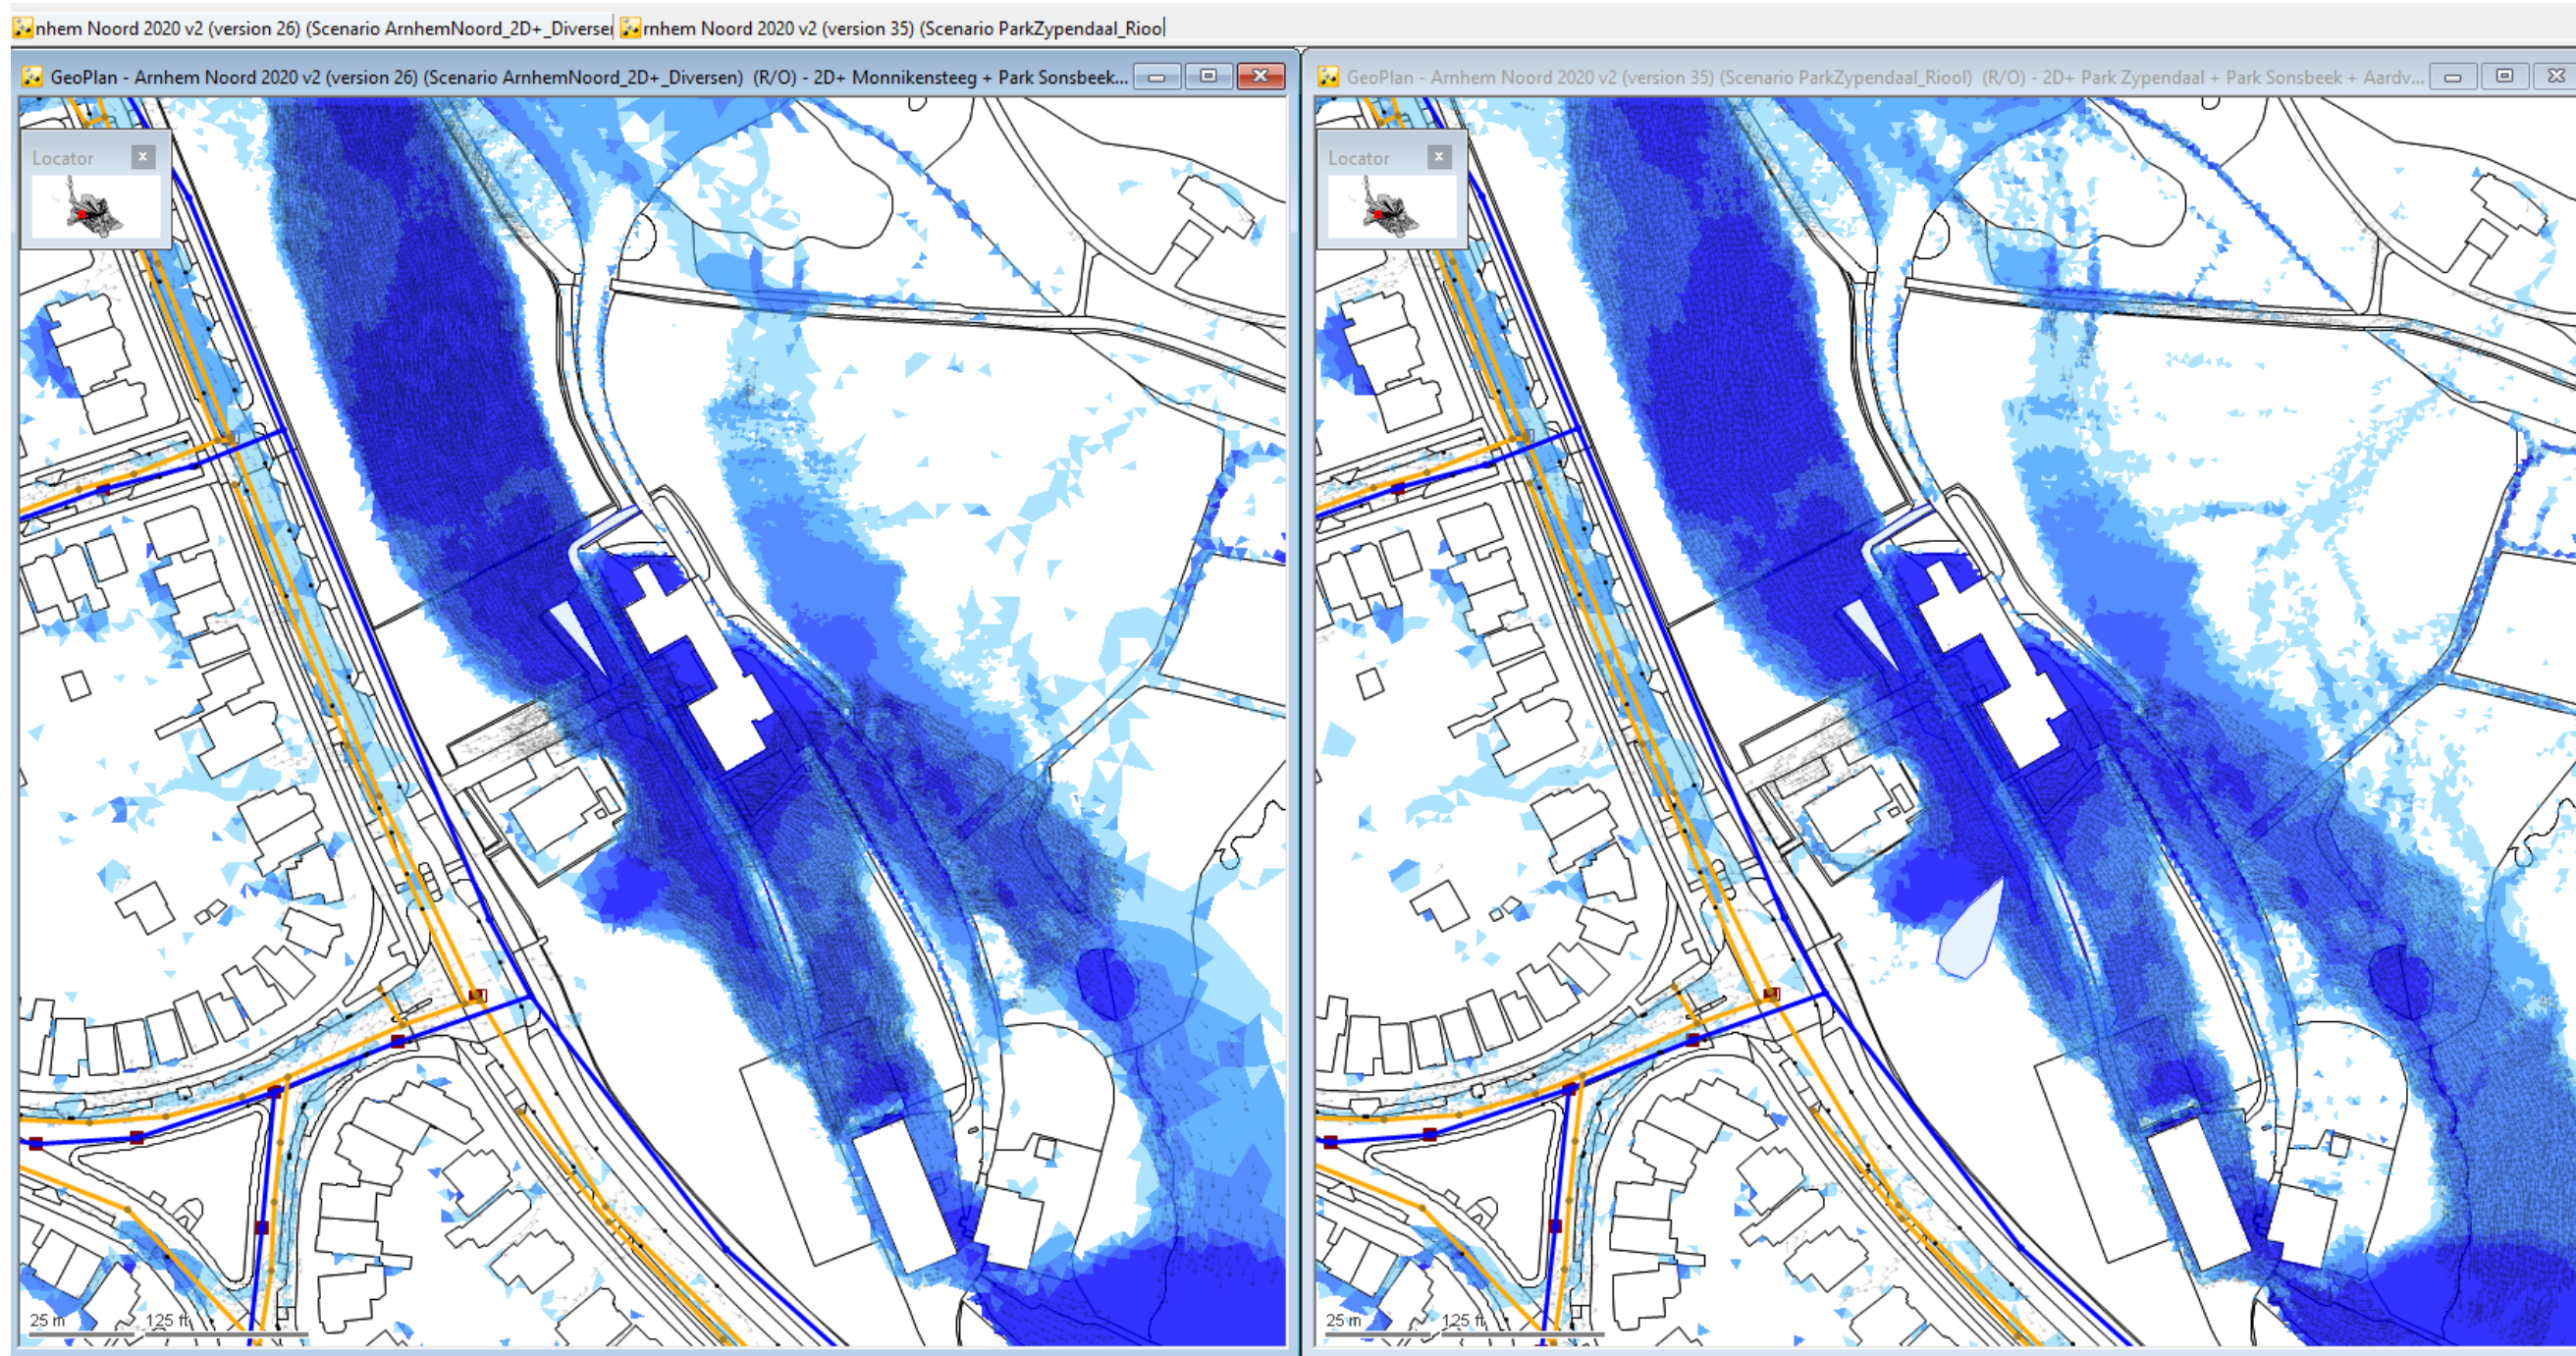 nhem Noord 2020 v2 (version 26) (Scenario ArnhemNoord_2D+_Diversen
rnhem Noord 2020 v2 (version 35) (Scenario ParkZypendaal_Riool
GeoPlan - Arnhem Noord 2020 v2 (version 26) (Scenario ArnhemNoord_2D+_Diversen) (R/O) - 2D+ Monnikensteeg + Park Sonsbeek...
GeoPlan - Arnhem Noord 2020 v2 (version 35) (Scenario ParkZypendaal_Riool) (R/O) - 2D+ Park Zypendaal + Park Sonsbeek + Aardv...
Locator
Locator
25 m
125 ft
25 m
125 ft